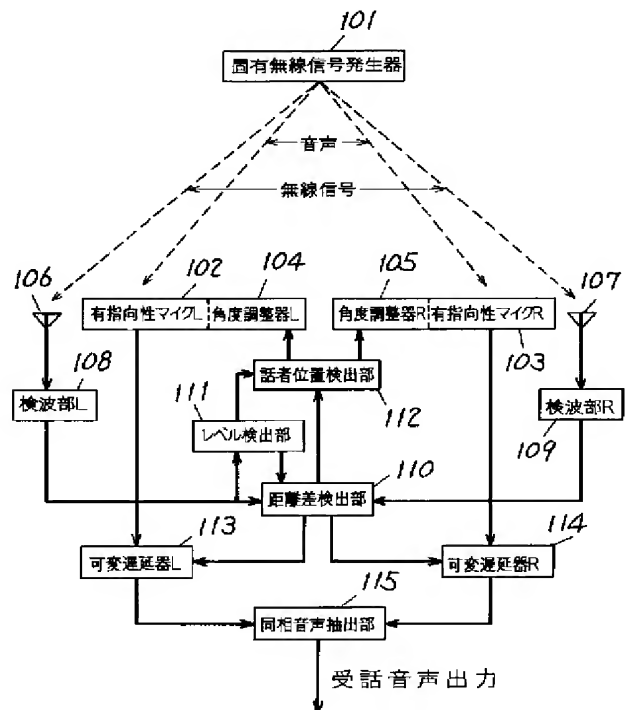 101
固有無線信号発生器
音声
無線信号
106
102
104
105
107
有指向性マイクL
角度調整器L
角度調整器R
有指向性マイクR
103
108
検波部L
111
話者位置検出部
112
検波部R
109
レベル検出部
110
距離差検出部
113
114
可変遅延器L
可変遅延器R
115
同相音声抽出部
受話音声出力